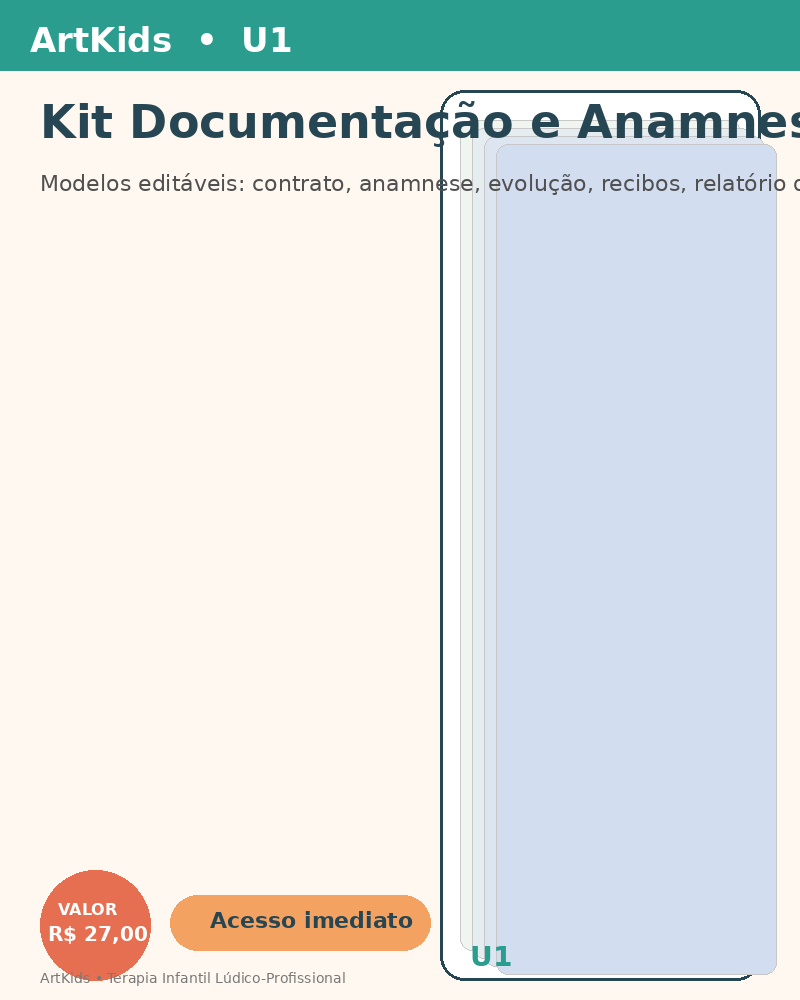 ArtKids • U1
Kit Documentação e Anamnes
Modelos editáveis: contrato, anamnese, evolução, recibos, relatório
VALOR
R$ 27,00
Acesso imediato
U1
ArtKids • Terapia Infantil Lúdico-Profissional